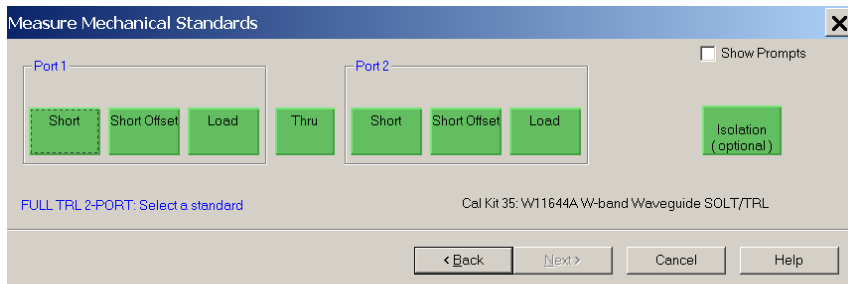 Measure Mechanical Standards
Show Prompts
Port 1
Port 2
Short
Short Offset
Load
Thru
Short
Short Offset
Load
Isolation
(optional)
FULL TRL 2-PORT: Select a standard
Cal Kit 35: W11644A W-band Waveguide SOLT/TRL
< Back
Next >
Cancel
Help